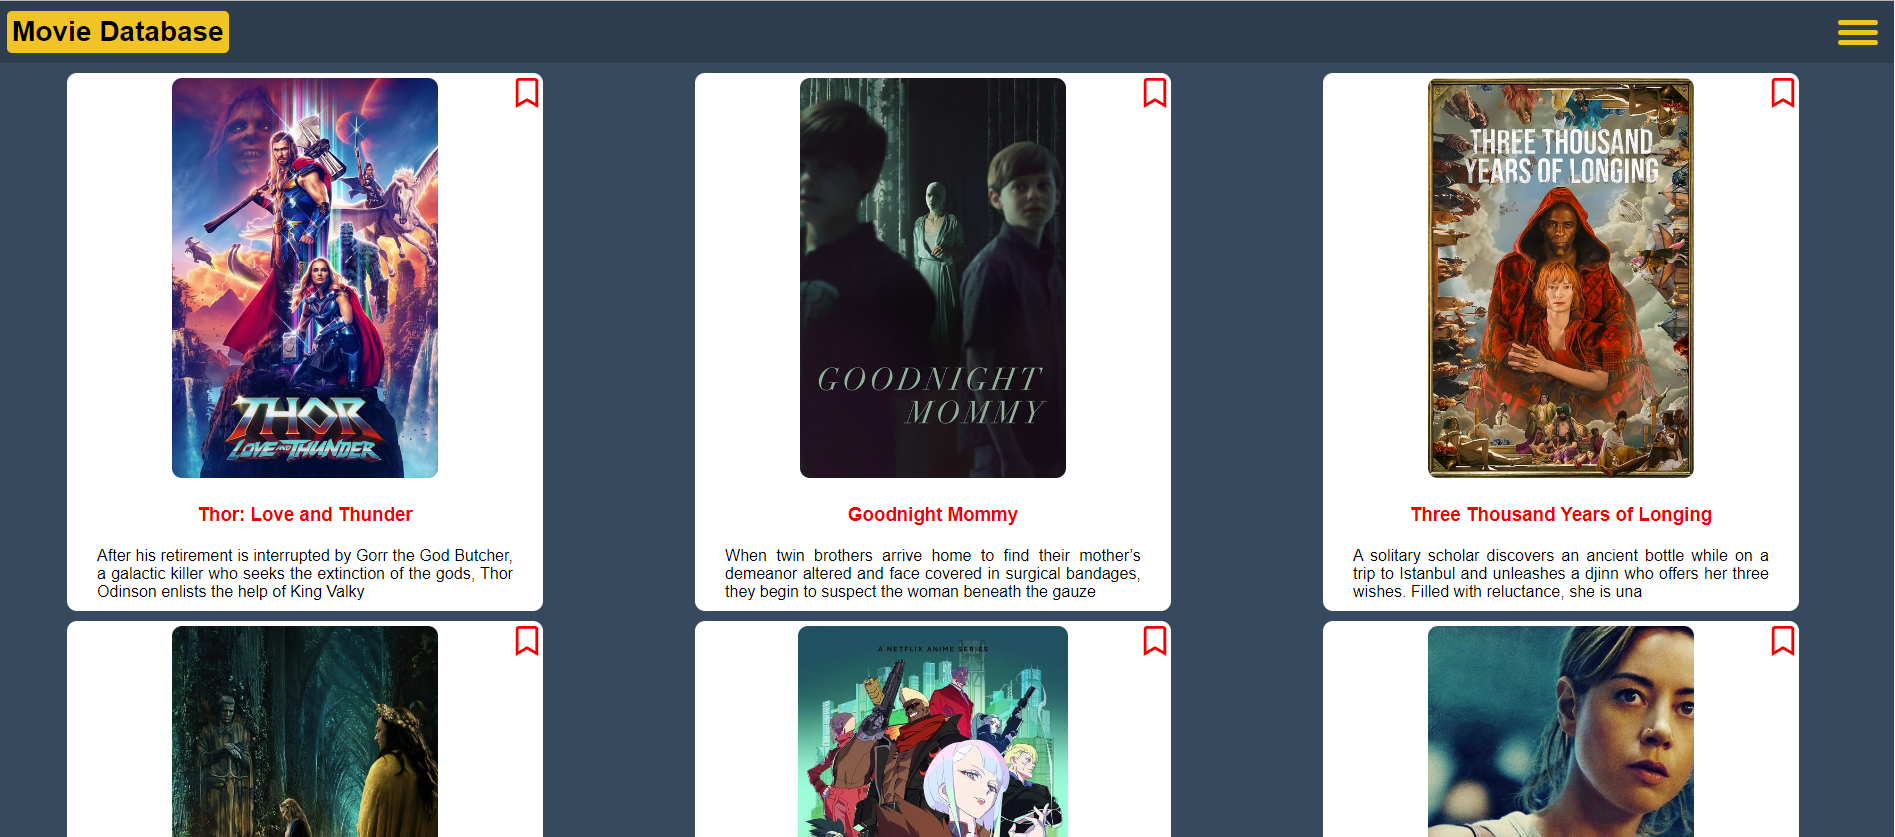 Movie Database
THOR
LOVE AND THUNDER
GOODNIGHT
MOMMY
THREE THOUSAND
YEARS OF LONGING
Thor: Love and Thunder
After his retirement is interrupted by Gorr the God Butcher,
a galactic killer who seeks the extinction of the gods, Thor
Odinson enlists the help of King Valky
Goodnight Mommy
When twin brothers arrive home to find their mother’s
demeanor altered and face covered in surgical bandages,
they begin to suspect the woman beneath the gauze
Three Thousand Years of Longing
A solitary scholar discovers an ancient bottle while on a
trip to Istanbul and unleashes a djinn who offers her three
wishes. Filled with reluctance, she is una
A NETFLIX ANIME SERIES